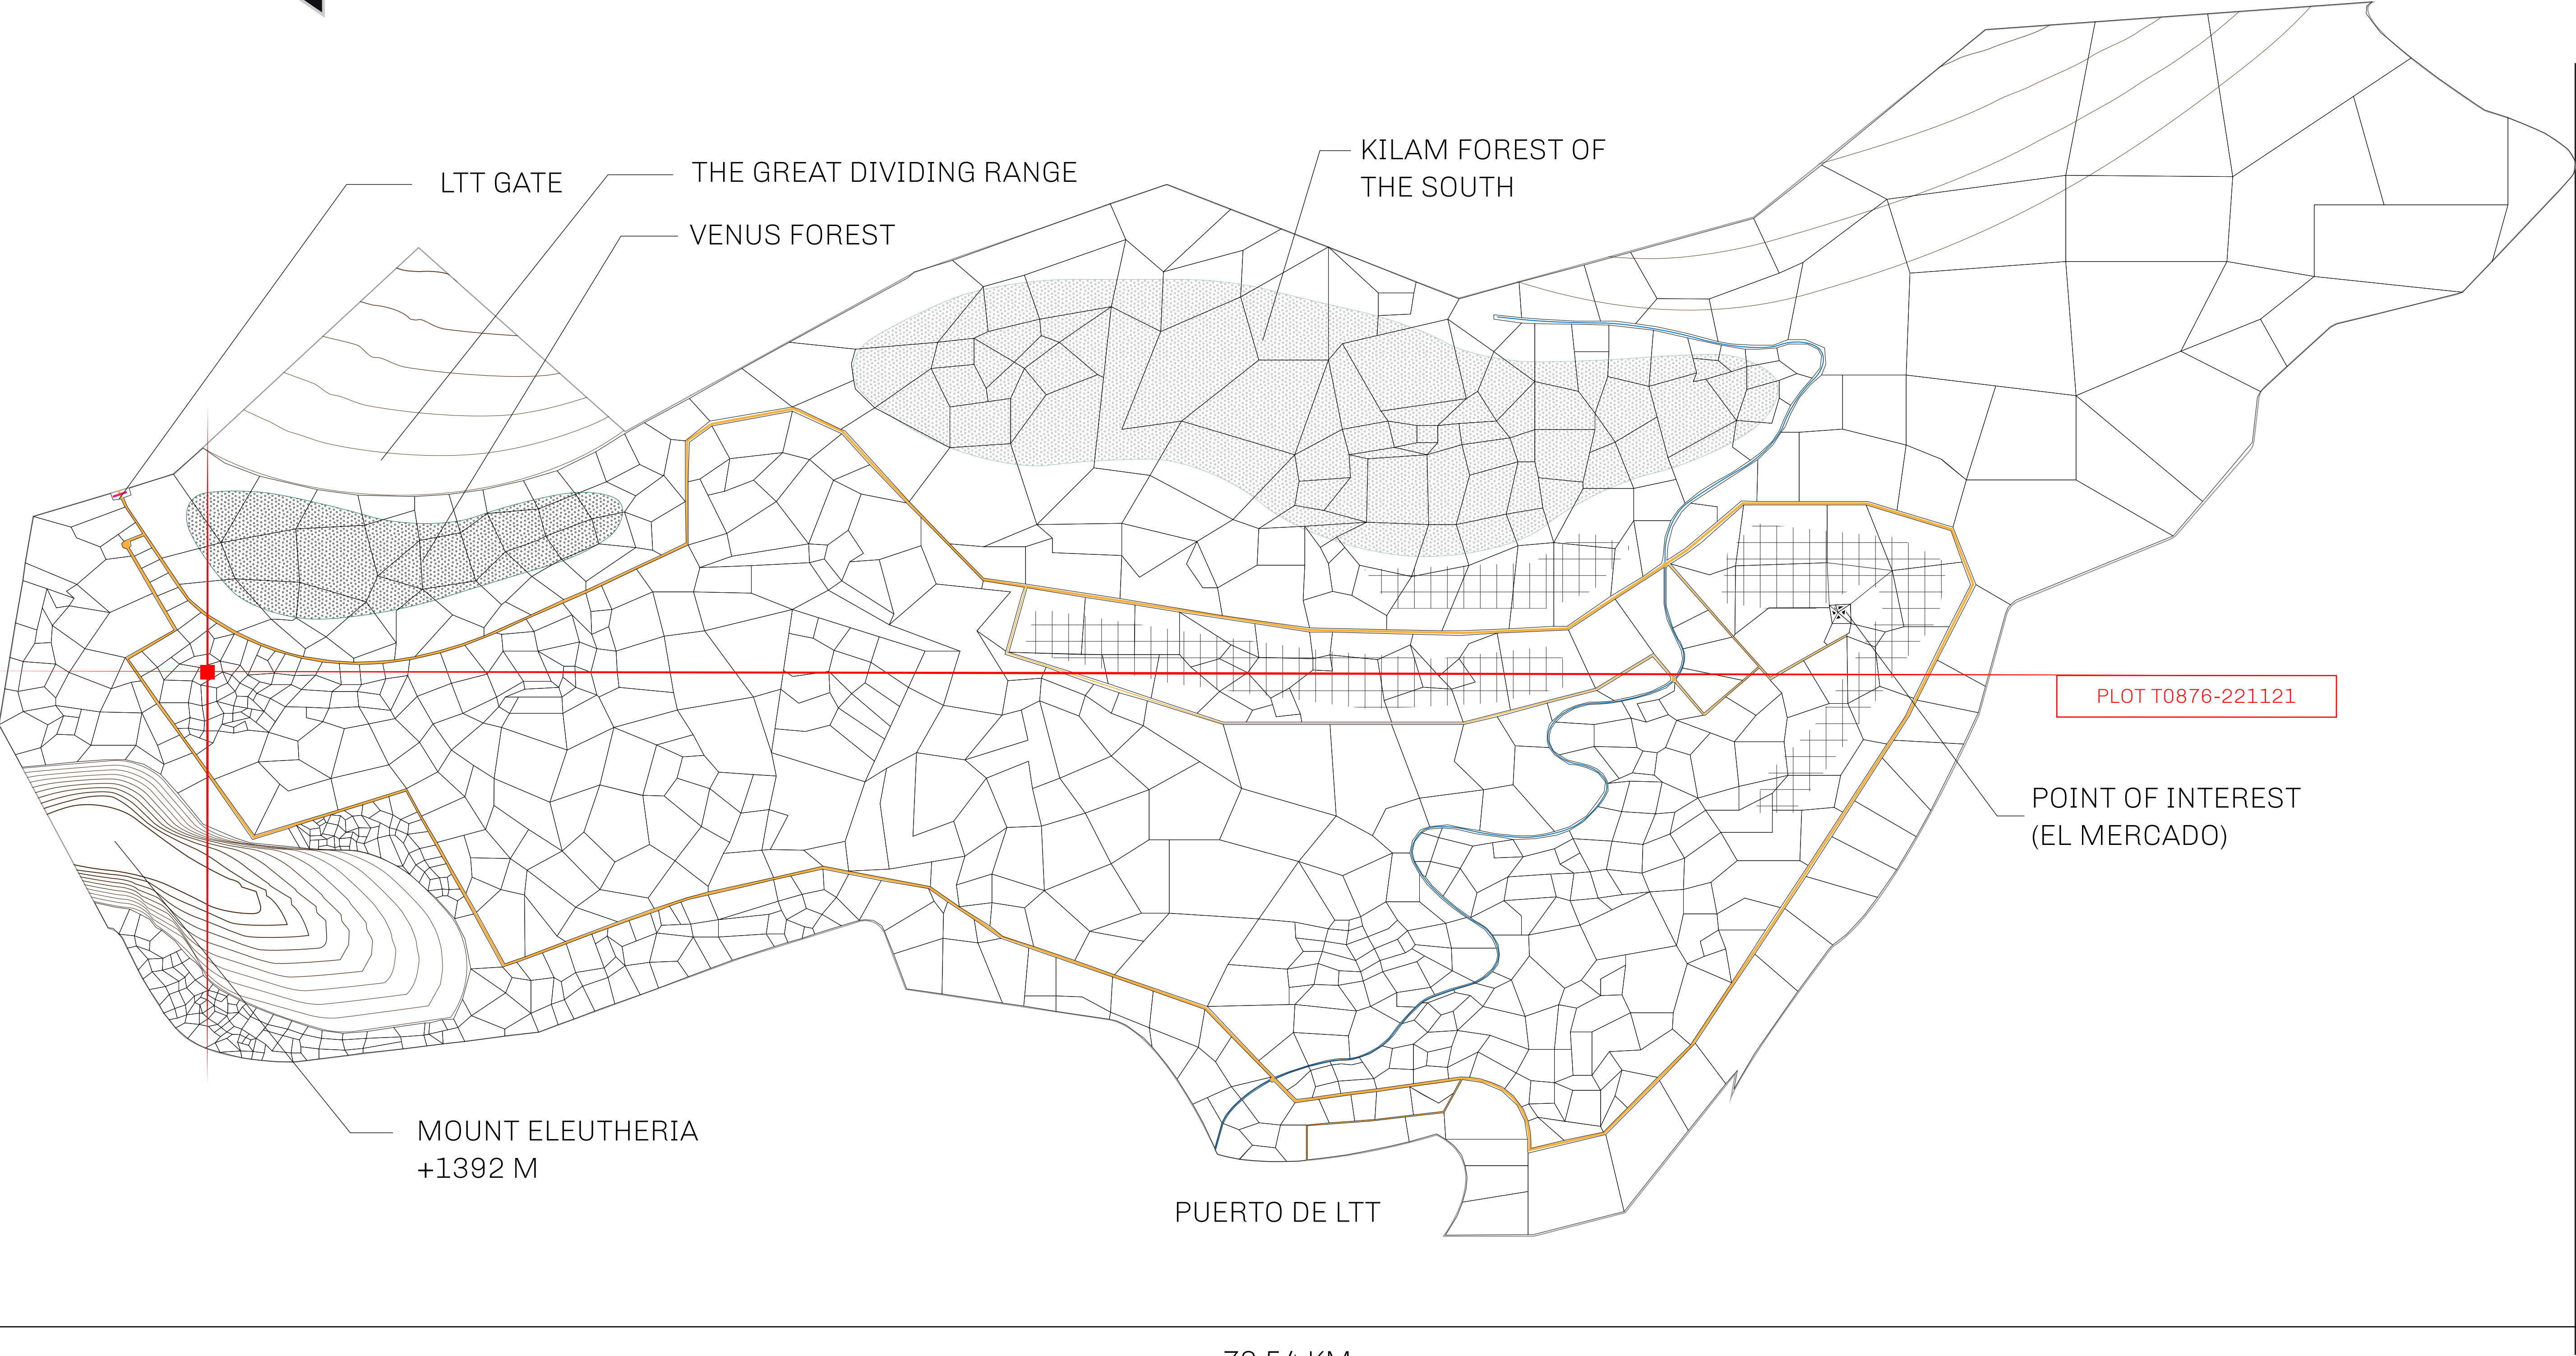 KILAM FOREST OF
THE SOUTH
THE GREAT DIVIDING RANGE
LTT GATE
VENUS FOREST
PLOT T0876-221121
POINT OF INTEREST
(EL MERCADO)
MOUNT ELEUTHERIA
+1392 M
PUERTO DE LTT